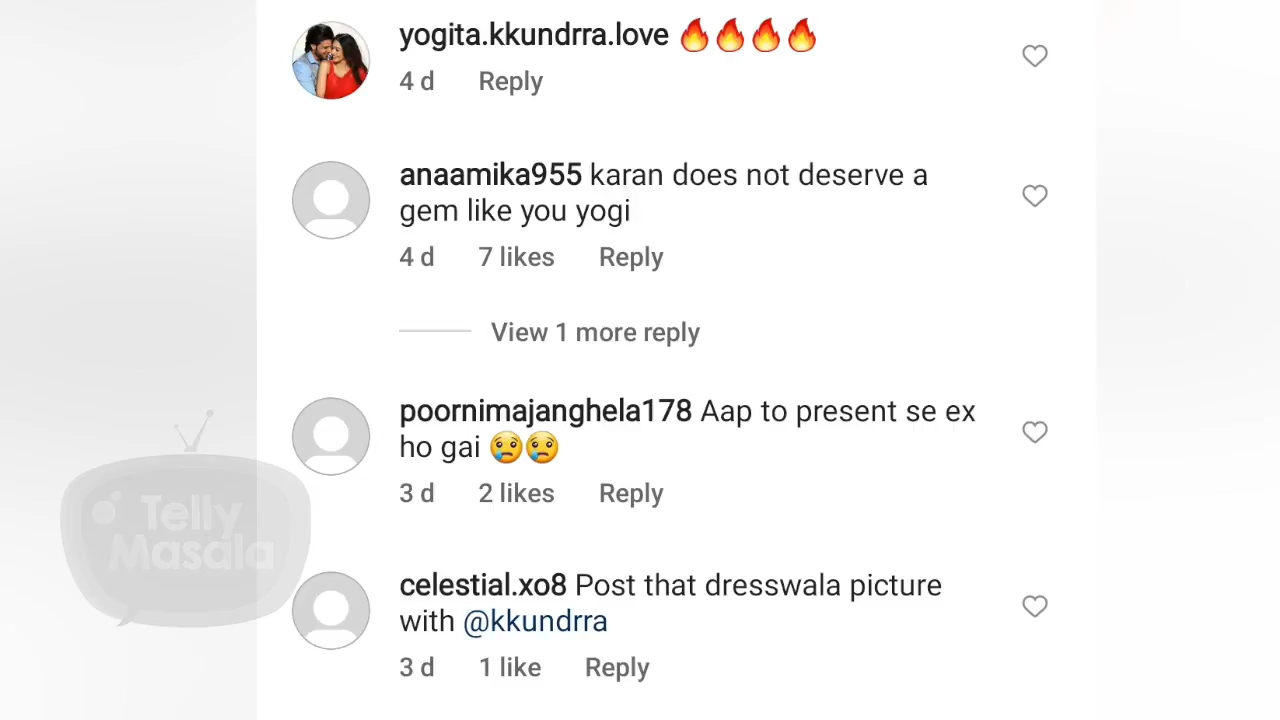 yogita.kkundrra.love 🔥🔥🔥🔥
4 d Reply
anaamika955 karan does not deserve a
gem like you yogi
4 d 7 likes Reply
View 1 more reply
poornimajanghela178 Aap to present se ex
ho gai 😢😢
3 d 2 likes Reply
Telly
Masala
celestial.xo8 Post that dresswala picture
with @kkundrra
3 d 1 like Reply